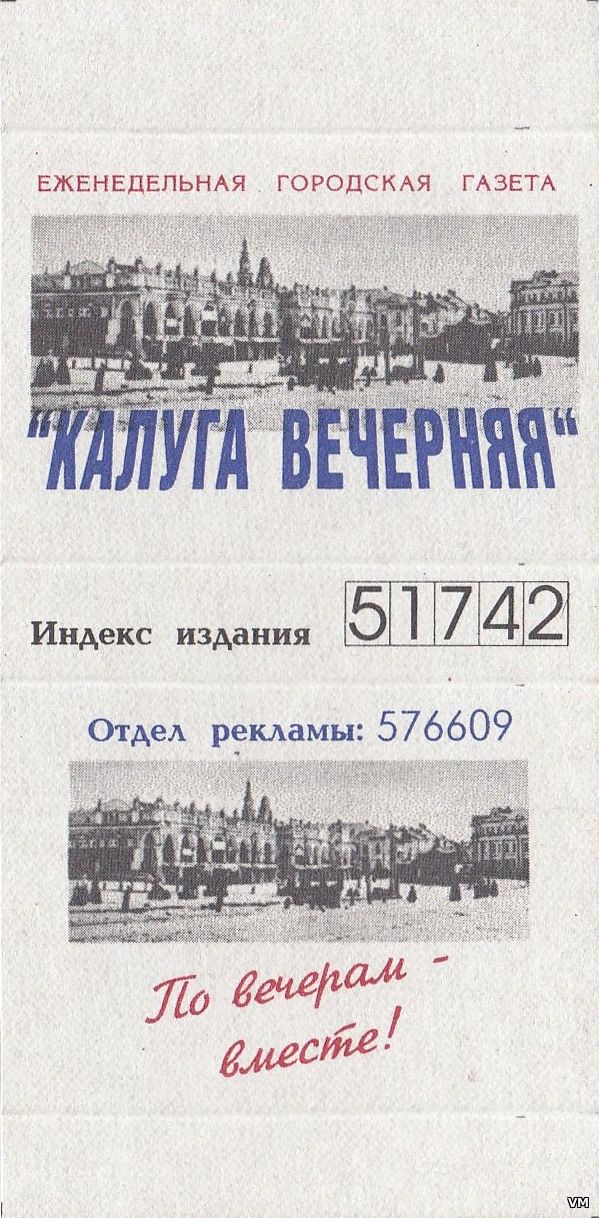 ЕЖЕНЕДЕЛЬНАЯ ГОРОДСКАЯ ГАЗЕТА
"КАЛУГА ВЕЧЕРНЯЯ“
Индекс издания 51742
Отдел рекламы: 576609
По вечерам -
вместе!
VM